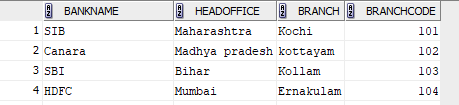 BANKNAME HEADOFFICE BRANCH BRANCHCODE
1 SIB Maharashtra Kochi 101
2 Canara Madhya pradesh kottayam 102
3 SBI Bihar Kollam 103
4 HDFC Mumbai Ernakulam 104